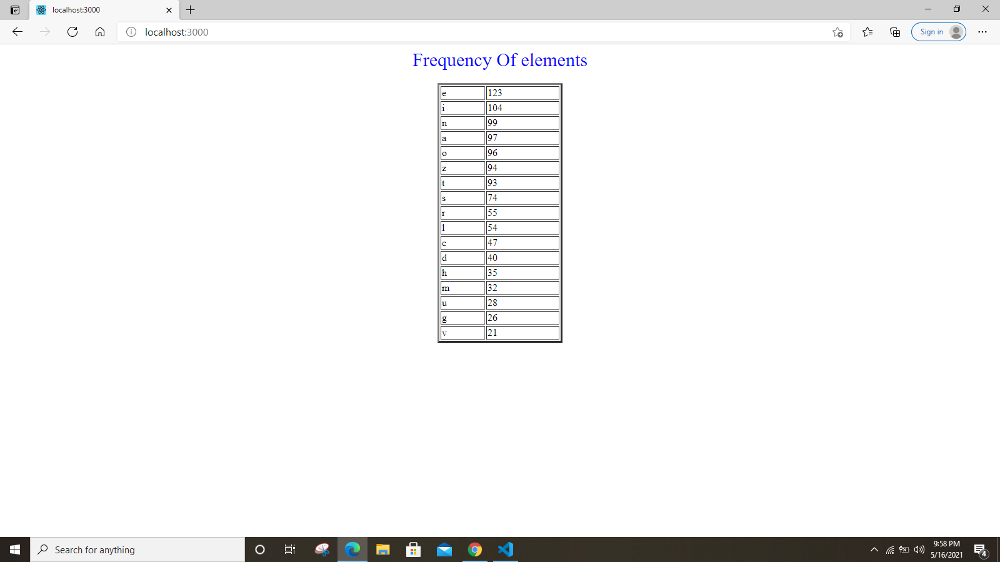 localhost:3000
localhost:3000
Sign in
Frequency Of elements
e 123
i 104
n 99
a 97
o 96
z 94
t 93
s 74
r 55
l 54
c 47
d 40
h 35
m 32
u 28
g 26
v 21
Search for anything
9:58 PM
5/16/2021
4